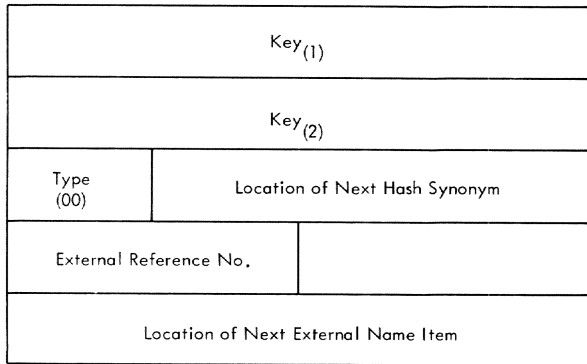 Key(1)
Key(2)
Type
(00)
Location of Next Hash Synonym
External Reference No.
Location of Next External Name Item